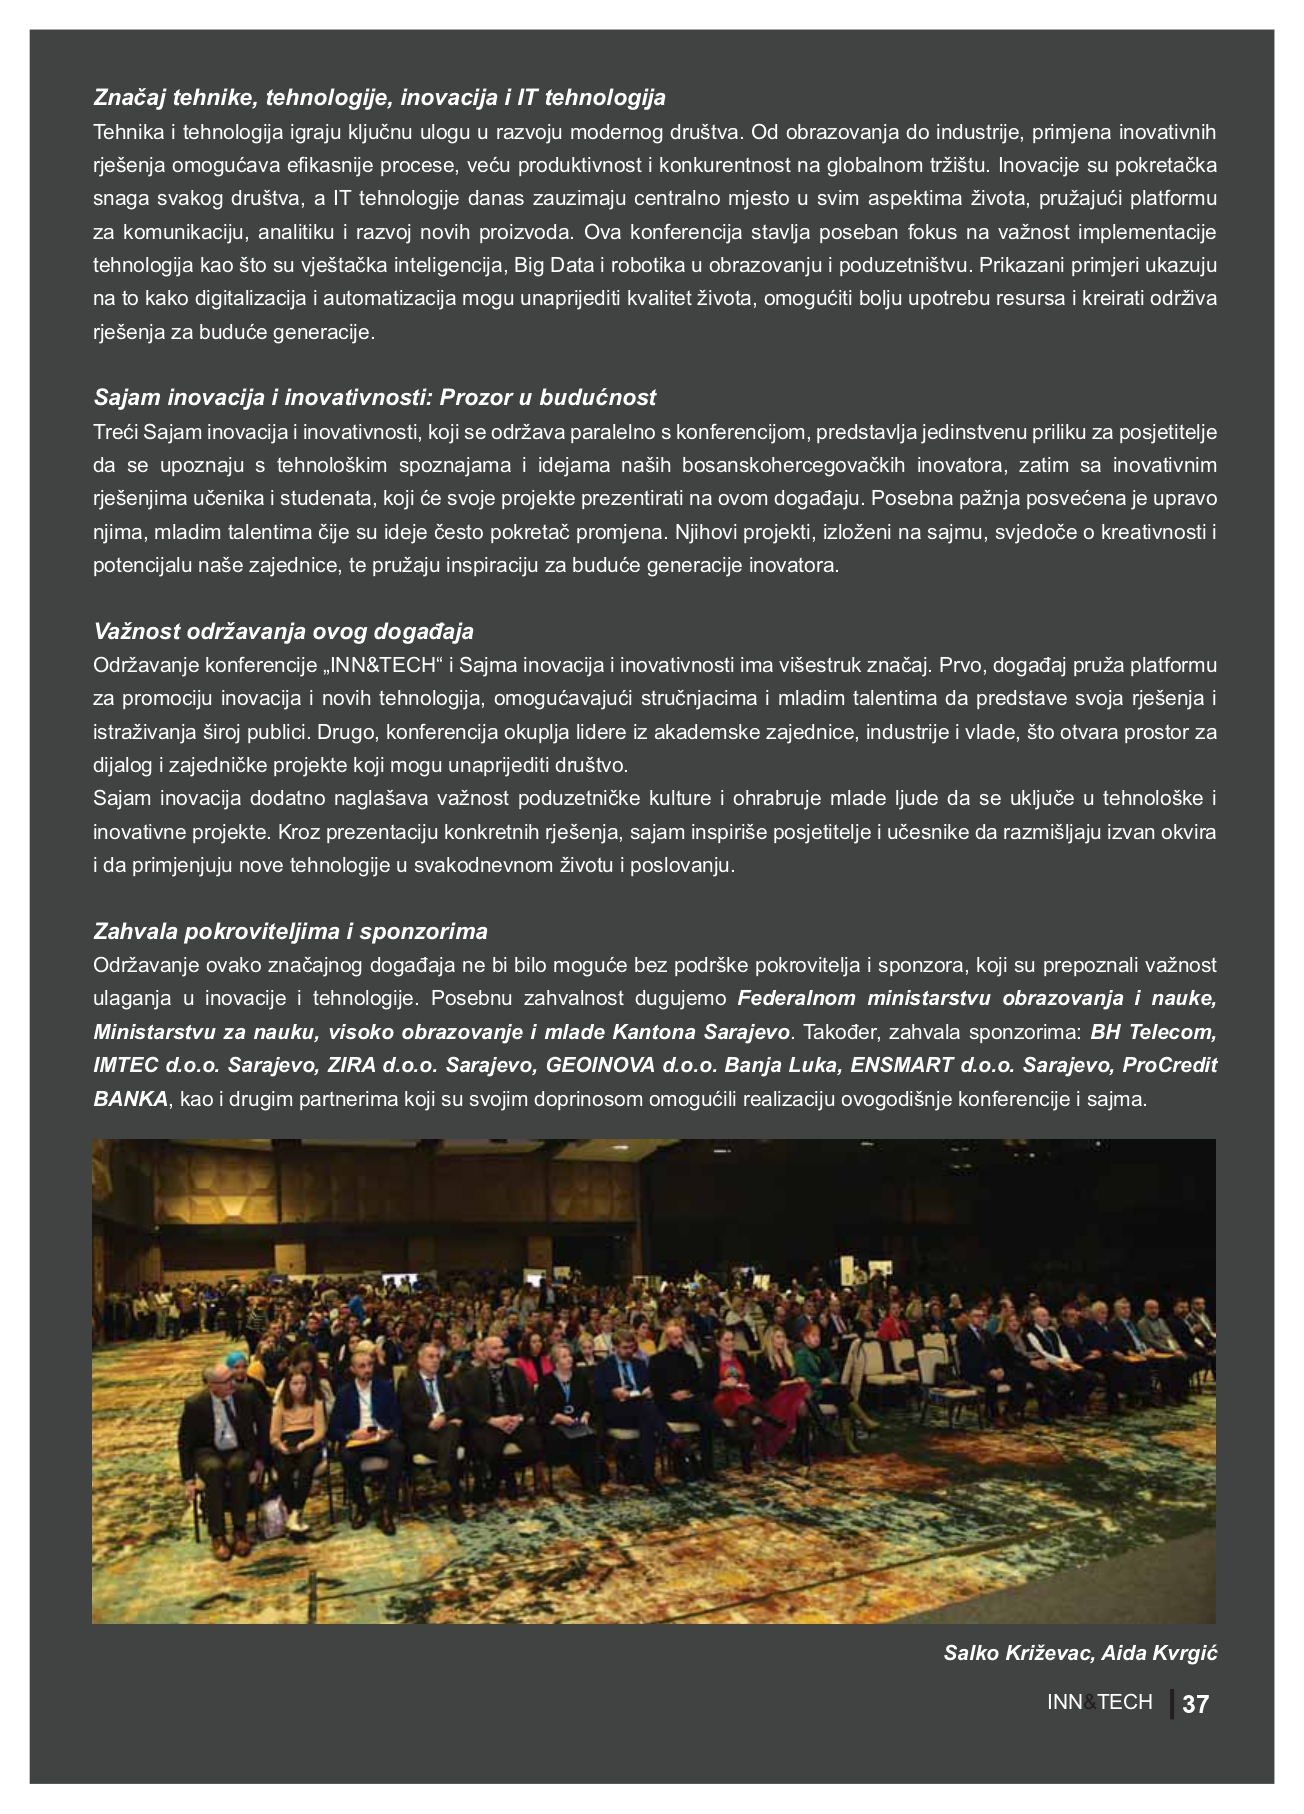 Značaj tehnike, tehnologije, inovacija i IT tehnologija
Tehnika i tehnologija igraju ključnu ulogu u razvoju modernog društva. Od obrazovanja do industrije, primjena inovativnih
rješenja omogućava efikasnije procese, veću produktivnost i konkurentnost na globalnom tržištu. Inovacije su pokretačka
snaga svakog društva, a IT tehnologije danas zauzimaju centralno mjesto u svim aspektima života, pružajući platformu
za komunikaciju, analitiku i razvoj novih proizvoda. Ova konferencija stavlja poseban fokus na važnost implementacije
tehnologija kao što su vještačka inteligencija, Big Data i robotika u obrazovanju i poduzetništvu. Prikazani primjeri ukazuju
na to kako digitalizacija i automatizacija mogu unaprijediti kvalitet života, omogućiti bolju upotrebu resursa i kreirati održiva
rješenja za buduće generacije.
Sajam inovacija i inovativnosti: Prozor u budućnost
Treći Sajam inovacija i inovativnosti, koji se održava paralelno s konferencijom, predstavlja jedinstvenu priliku za posjetitelje
da se upoznaju s tehnološkim spoznajama i idejama naših bosanskohercegovačkih inovatora, zatim sa inovativnim
rješenjima učenika i studenata, koji će svoje projekte prezentirati na ovom događaju. Posebna pažnja posvećena je upravo
njima, mladim talentima čije su ideje često pokretač promjena. Njihovi projekti, izloženi na sajmu, svjedoče o kreativnosti i
potencijalu naše zajednice, te pružaju inspiraciju za buduće generacije inovatora.
Važnost održavanja ovog događaja
Održavanje konferencije „INN&TECH“ i Sajma inovacija i inovativnosti ima višestruk značaj. Prvo, događaj pruža platformu
za promociju inovacija i novih tehnologija, omogućavajući stručnjacima i mladim talentima da predstave svoja rješenja i
istraživanja široj publici. Drugo, konferencija okuplja lidere iz akademske zajednice, industrije i vlade, što otvara prostor za
dijalog i zajedničke projekte koji mogu unaprijediti društvo.
Sajam inovacija dodatno naglašava važnost poduzetničke kulture i ohrabruje mlade ljude da se uključe u tehnološke i
inovativne projekte. Kroz prezentaciju konkretnih rješenja, sajam inspiriše posjetitelje i učesnike da razmišljaju izvan okvira
i da primjenjuju nove tehnologije u svakodnevnom životu i poslovanju.
Zahvala pokroviteljima i sponzorima
Održavanje ovako značajnog događaja ne bi bilo moguće bez podrške pokrovitelja i sponzora, koji su prepoznali važnost
ulaganja u inovacije i tehnologije. Posebnu zahvalnost dugujemo Federalnom ministarstvu obrazovanja i nauke,
Ministarstvu za nauku, visoko obrazovanje i mlade Kantona Sarajevo. Također, zahvala sponzorima: BH Telecom,
IMTEC d.o.o. Sarajevo, ZIRA d.o.o. Sarajevo, GEOINOVA d.o.o. Banja Luka, ENSMART d.o.o. Sarajevo, ProCredit
BANKA, kao i drugim partnerima koji su svojim doprinosom omogućili realizaciju ovogodišnje konferencije i sajma.
Salko Križevac, Aida Kvrgić
INN&TECH 37